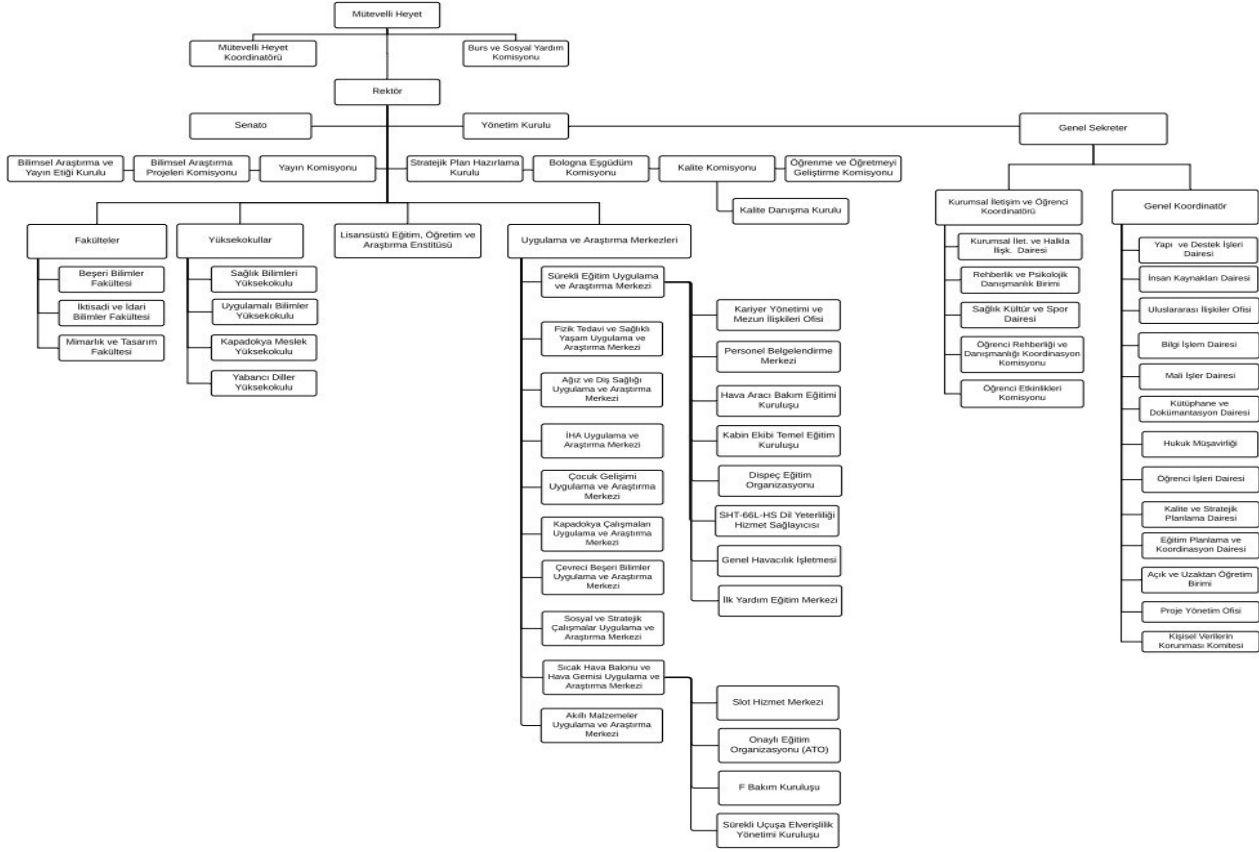 Mütevelli Heyet
Mütevelli Heyet
Koordinatörü
Burs ve Sosyal Yardım
Komisyonu
Rektör
Senato
Yönetim Kurulu
Genel Sekreter
Bilimsel Araştırma ve
Yayın Etiği Kurulu
Bilimsel Araştırma
Projeleri Komisyonu
Yayın Komisyonu
Stratejik Plan Hazırlama
Kurulu
Bologna Eşgüdüm
Komisyonu
Kalite Komisyonu
Öğrenme ve Öğretmeyi
Geliştirme Komisyonu
Kalite Danışma Kurulu
Fakülteler
Beşeri Bilimler
Fakültesi
İktisadi ve İdari
Bilimler Fakültesi
Mimarlık ve Tasarım
Fakültesi
Yüksekokullar
Sağlık Bilimleri
Yüksekokulu
Uygulamalı Bilimler
Yüksekokulu
Kapadokya Meslek
Yüksekokulu
Yabancı Diller
Yüksekokulu
Lisansüstü Eğitim, Öğretim ve
Araştırma Enstitüsü
Uygulama ve Araştırma Merkezleri
Sürekli Eğitim Uygulama
ve Araştırma Merkezi
Fizik Tedavi ve Sağlıklı
Yaşam Uygulama ve
Araştırma Merkezi
Ağız ve Diş Sağlığı
Uygulama ve Araştırma
Merkezi
İHA Uygulama ve
Araştırma Merkezi
Çocuk Gelişimi
Uygulama ve Araştırma
Merkezi
Kapadokya Çalışmaları
Uygulama ve Araştırma
Merkezi
Çevreci Beşeri Bilimler
Uygulama ve Araştırma
Merkezi
Sosyal ve Stratejik
Çalışmalar Uygulama ve
Araştırma Merkezi
Sıcak Hava Balonu ve
Hava Gemisi Uygulama ve
Araştırma Merkezi
Akıllı Malzemeler
Uygulama ve Araştırma
Merkezi
Kariyer Yönetimi ve
Mezun İlişkileri Ofisi
Personel Belgelendirme
Merkezi
Hava Aracı Bakım Eğitimi
Kuruluşu
Kabin Ekibi Temel Eğitim
Kuruluşu
Dispeç Eğitim
Organizasyonu
SHT-66L-HS Dil Yeterliliği
Hizmet Sağlayıcısı
Genel Havacılık İşletmesi
İlk Yardım Eğitim Merkezi
Slot Hizmet Merkezi
Onaylı Eğitim
Organizasyonu (ATO)
F Bakım Kuruluşu
Sürekli Uçuşa Elverişlilik
Yönetimi Kuruluşu
Kurumsal İletişim ve Öğrenci
Koordinatörü
Kurumsal İlet. ve Halkla
İlişk. Dairesi
Rehberlik ve Psikolojik
Danışmanlık Birimi
Sağlık Kültür ve Spor
Dairesi
Öğrenci Rehberliği ve
Danışmanlığı Koordinasyon
Komisyonu
Öğrenci Etkinlikleri
Komisyonu
Genel Koordinatör
Yapı ve Destek İşleri
Dairesi
İnsan Kaynakları Dairesi
Uluslararası İlişkiler Ofisi
Bilgi İşlem Dairesi
Mali İşler Dairesi
Kütüphane ve
Dokümantasyon Dairesi
Hukuk Müşavirliği
Öğrenci İşleri Dairesi
Kalite ve Stratejik
Planlama Dairesi
Eğitim Planlama ve
Koordinasyon Dairesi
Açık ve Uzaktan Öğretim
Birimi
Proje Yönetim Ofisi
Kişisel Verilerin
Korunması Komitesi